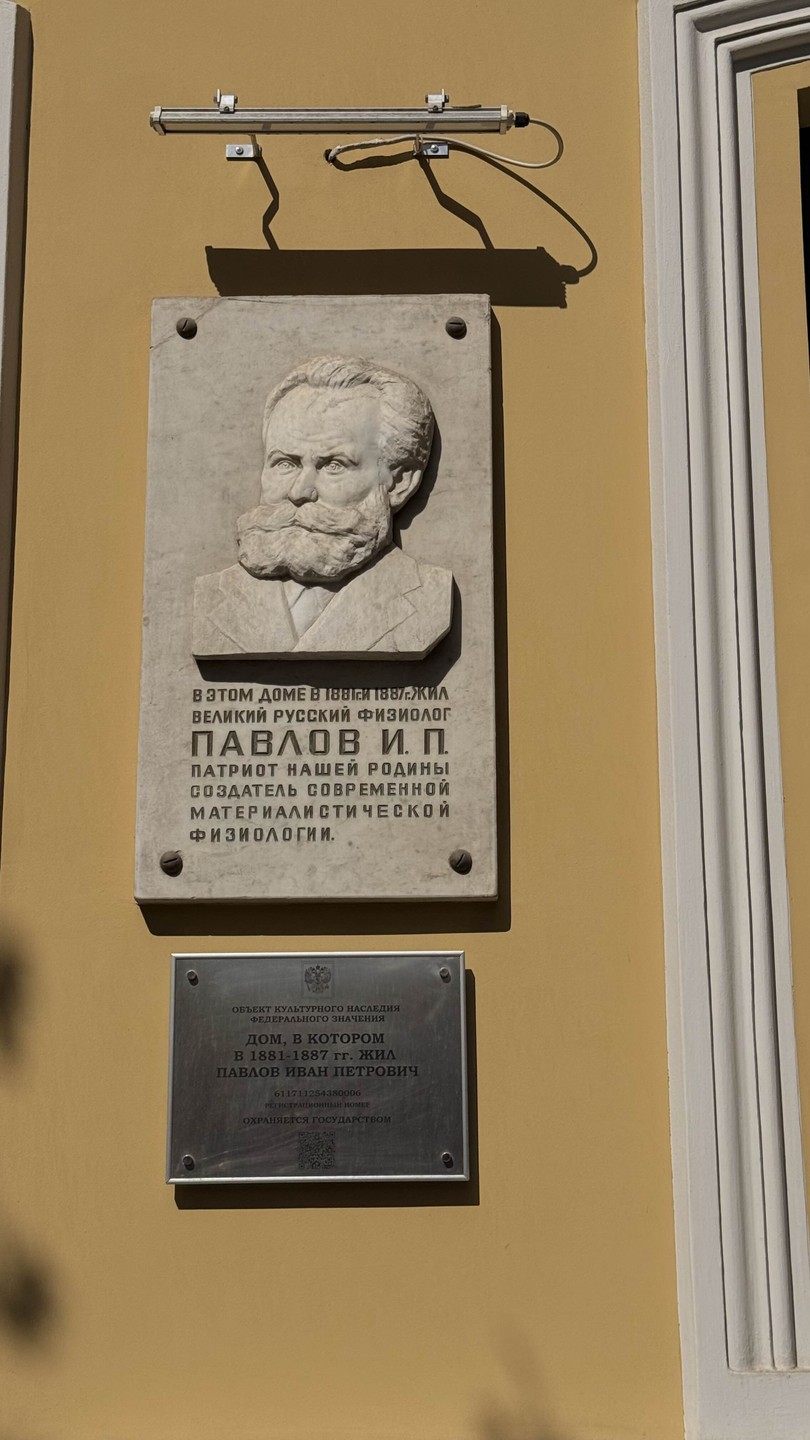 В ЭТОМ ДОМЕ В 1881г.И 1887г.ЖИЛ
ВЕЛИКИЙ РУССКИЙ ФИЗИОЛОГ
ПАВЛОВ И. П.
ПАТРИОТ НАШЕЙ РОДИНЫ
СОЗДАТЕЛЬ СОВРЕМЕННОЙ
МАТЕРИАЛИСТИЧЕСКОЙ
ФИЗИОЛОГИИ.
ОБЪЕКТ КУЛЬТУРНОГО НАСЛЕДИЯ
ФЕДЕРАЛЬНОГО ЗНАЧЕНИЯ
ДОМ, В КОТОРОМ
В 1881-1887 гг. ЖИЛ
ПАВЛОВ ИВАН ПЕТРОВИЧ
611711254380006
РЕГИСТРАЦИОННЫЙ НОМЕР
ОХРАНЯЕТСЯ ГОСУДАРСТВОМ